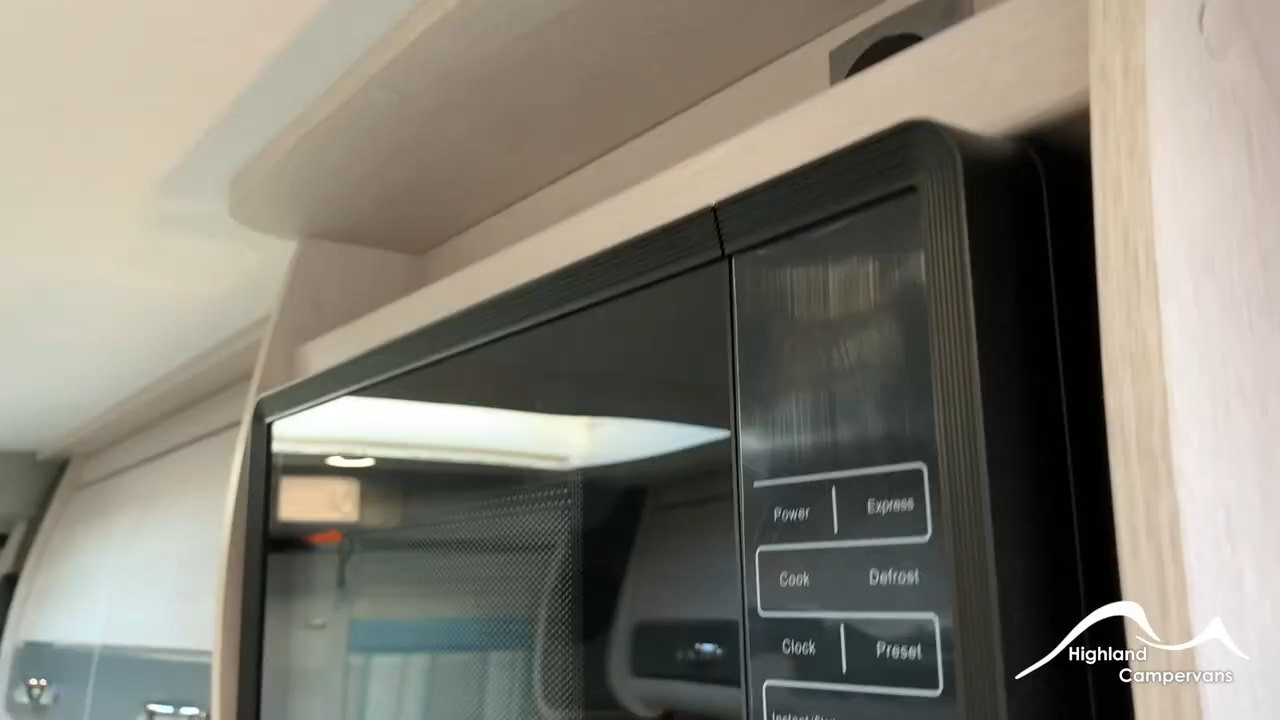 Power Express
Cook Defrost
Clock Preset
Highland
Campervans